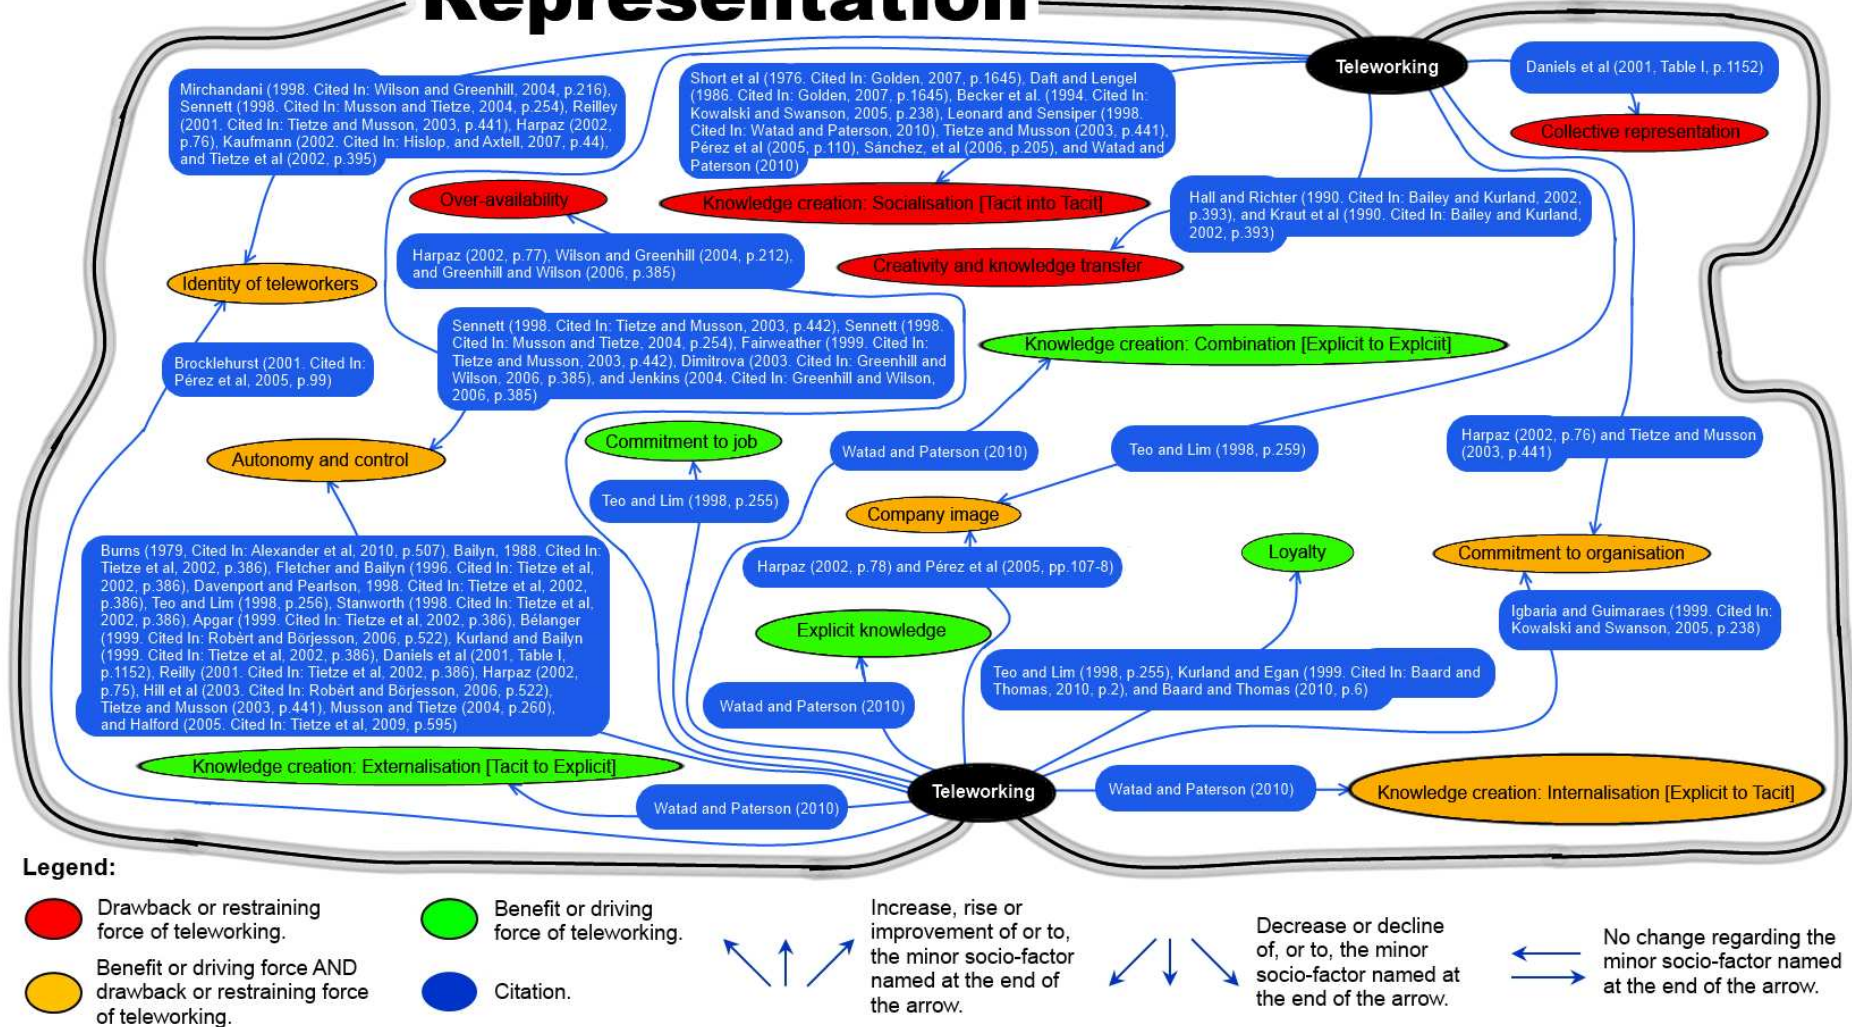 Representation
Teleworking
Daniels et al (2001, Table I, p.1152)
Collective representation
Mirchandani (1998. Cited In: Wilson and Greenhill, 2004, p.216),
Sennett (1998. Cited In: Musson and Tietze, 2004, p.254), Reilley
(2001. Cited In: Tietze and Musson, 2003, p.441), Harpaz (2002,
p.76), Kaufmann (2002. Cited In: Hislop, and Axtell, 2007, p.44),
and Tietze et al (2002, p.395)
Short et al (1976. Cited In: Golden, 2007, p.1645), Daft and Lengel
(1986. Cited In: Golden, 2007, p.1645), Becker et al. (1994. Cited In:
Kowalski and Swanson, 2005, p.238), Leonard and Sensiper (1998.
Cited In: Watad and Paterson, 2010), Tietze and Musson (2003, p.441),
Pérez et al (2005, p.110), Sánchez, et al (2006, p.205), and Watad and
Paterson (2010)
Over-availability
Knowledge creation: Socialisation [Tacit into Tacit]
Hall and Richter (1990. Cited In: Bailey and Kurland, 2002,
p.393), and Kraut et al (1990. Cited In: Bailey and Kurland,
2002, p.393)
Harpaz (2002, p.77), Wilson and Greenhill (2004, p.212),
and Greenhill and Wilson (2006, p.385)
Creativity and knowledge transfer
Identity of teleworkers
Sennett (1998. Cited In: Tietze and Musson, 2003, p.442), Sennett (1998.
Cited In: Musson and Tietze, 2004, p.254), Fairweather (1999. Cited In:
Tietze and Musson, 2003, p.442), Dimitrova (2003. Cited In: Greenhill and
Wilson, 2006, p.385), and Jenkins (2004. Cited In: Greenhill and Wilson,
2006, p.385)
Knowledge creation: Combination [Explicit to Explciit]
Brocklehurst (2001. Cited In:
Pérez et al, 2005, p.99)
Commitment to job
Watad and Paterson (2010)
Teo and Lim (1998, p.259)
Harpaz (2002, p.76) and Tietze and Musson
(2003, p.441)
Autonomy and control
Teo and Lim (1998, p.255)
Company image
Loyalty
Commitment to organisation
Burns (1979, Cited In: Alexander et al, 2010, p.507), Bailyn, 1988. Cited In:
Tietze et al, 2002, p.386), Fletcher and Bailyn (1996. Cited In: Tietze et al,
2002, p.386), Davenport and Pearlson, 1998. Cited In: Tietze et al, 2002,
p.386), Teo and Lim (1998, p.256), Stanworth (1998. Cited In: Tietze et al,
2002, p.386), Apgar (1999. Cited In: Tietze et al, 2002, p.386), Bélanger
(1999. Cited In: Robèrt and Börjesson, 2006, p.522), Kurland and Bailyn
(1999. Cited In: Tietze et al, 2002, p.386), Daniels et al (2001, Table I,
p.1152), Reilly (2001. Cited In: Tietze et al, 2002, p.386), Harpaz (2002,
p.75), Hill et al (2003. Cited In: Robèrt and Börjesson, 2006, p.522),
Tietze and Musson (2003, p.441), Musson and Tietze (2004, p.260),
and Halford (2005. Cited In: Tietze et al, 2009, p.595)
Harpaz (2002, p.78) and Pérez et al (2005, pp.107-8)
Explicit knowledge
Igbaria and Guimaraes (1999. Cited In:
Kowalski and Swanson, 2005, p.238)
Teo and Lim (1998, p.255), Kurland and Egan (1999. Cited In: Baard and
Thomas, 2010, p.2), and Baard and Thomas (2010, p.6)
Watad and Paterson (2010)
Knowledge creation: Externalisation [Tacit to Explicit]
Watad and Paterson (2010)
Teleworking
Watad and Paterson (2010)
Knowledge creation: Internalisation [Explicit to Tacit]
Legend:
Drawback or restraining
force of teleworking.
Benefit or driving force AND
drawback or restraining force
of teleworking.
Benefit or driving
force of teleworking.
Citation.
Increase, rise or
improvement of or to,
the minor socio-factor
named at the end of
the arrow.
Decrease or decline
of, or to, the minor
socio-factor named at
the end of the arrow.
No change regarding the
minor socio-factor named
at the end of the arrow.